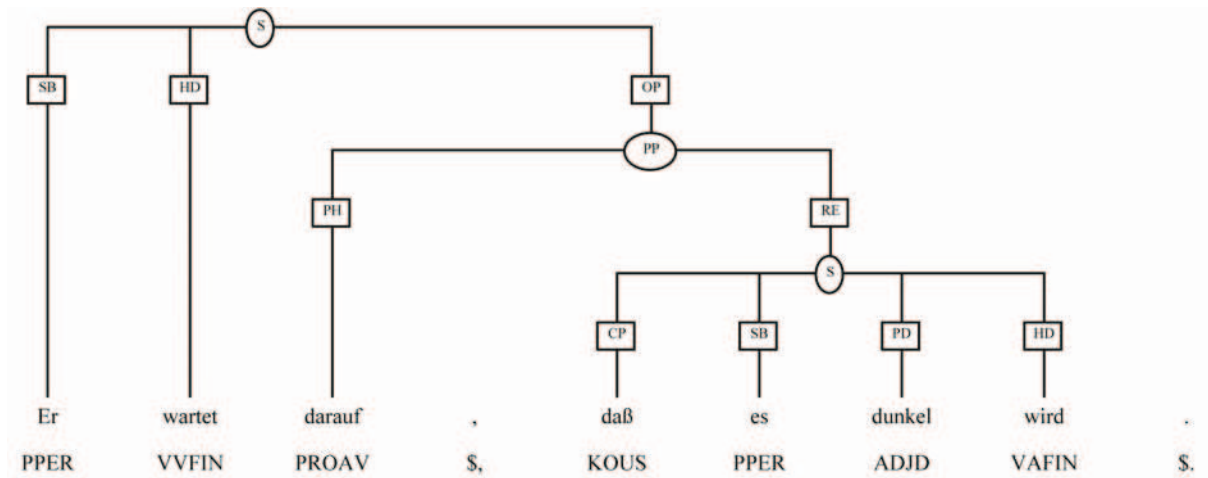 S
SB HD OP
PP
PH RE
S
CP SB PD HD
Er wartet darauf , daß es dunkel wird .
PPER VVFIN PROAV $, KOUS PPER ADJD VAFIN $.